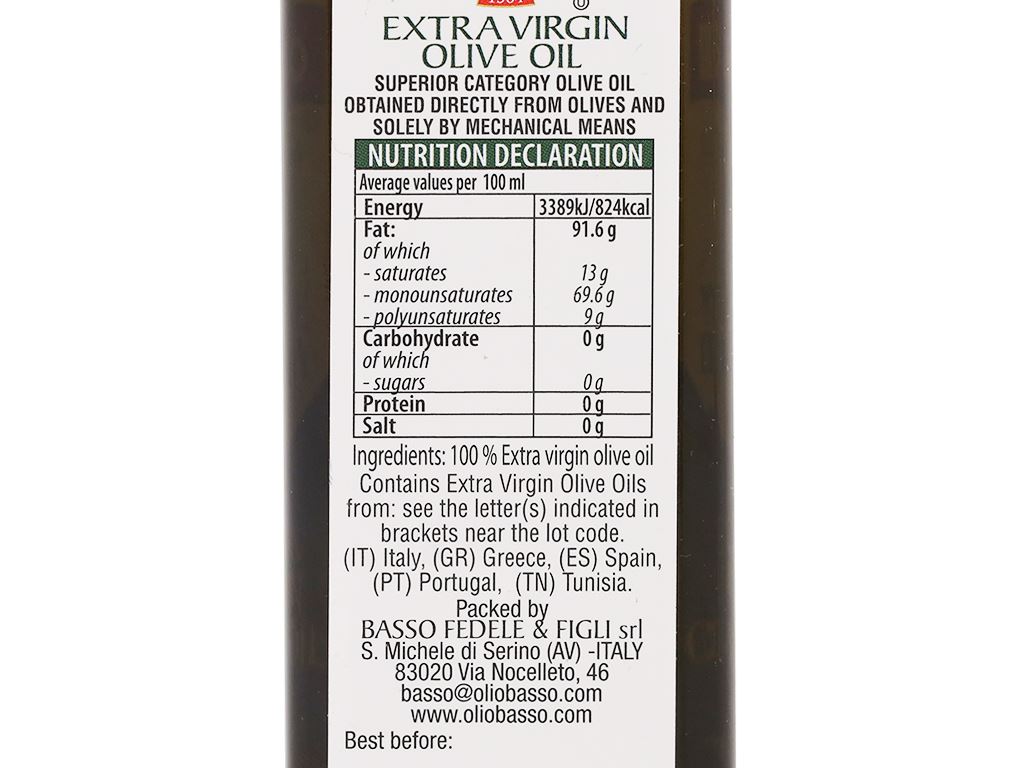 EXTRA VIRGIN
OLIVE OIL
SUPERIOR CATEGORY OLIVE OIL
OBTAINED DIRECTLY FROM OLIVES AND
SOLELY BY MECHANICAL MEANS
NUTRITION DECLARATION
Average values per 100 ml
Energy 3389kJ/824kcal
Fat: 91.6 g
of which
- saturates 13 g
- monounsaturates 69.6 g
- polyunsaturates 9 g
Carbohydrate 0 g
of which
- sugars 0 g
Protein 0 g
Salt 0 g
Ingredients: 100 % Extra virgin olive oil
Contains Extra Virgin Olive Oils
from: see the letter(s) indicated in
brackets near the lot code.
(IT) Italy, (GR) Greece, (ES) Spain,
(PT) Portugal, (TN) Tunisia.
Packed by
BASSO FEDELE & FIGLI srl
S. Michele di Serino (AV) -ITALY
83020 Via Nocelleto, 46
basso@oliobasso.com
www.oliobasso.com
Best before: